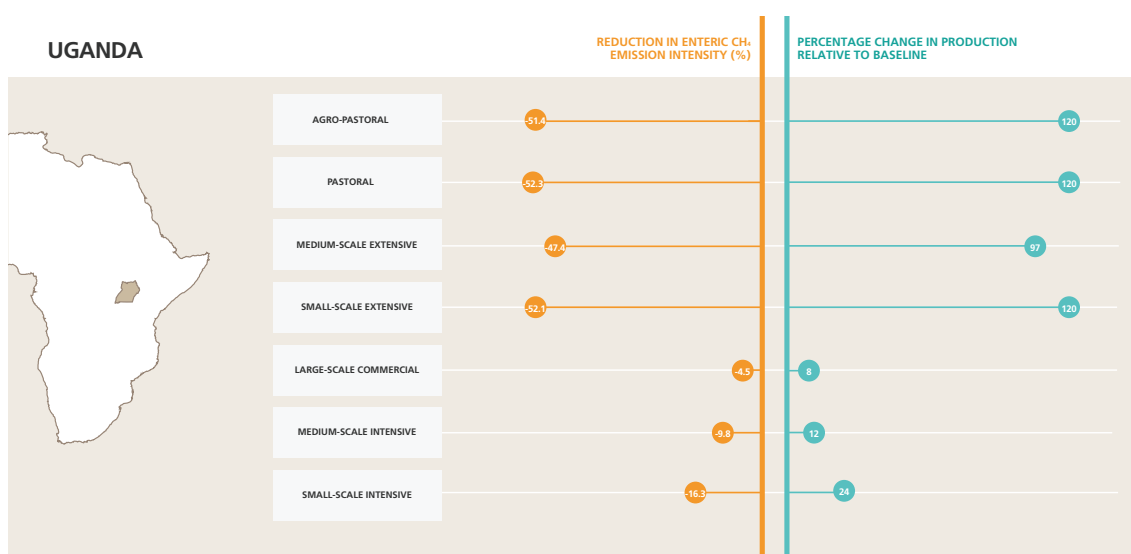 UGANDA
REDUCTION IN ENTERIC CH₄
EMISSION INTENSITY (%)
PERCENTAGE CHANGE IN PRODUCTION
RELATIVE TO BASELINE
AGRO-PASTORAL
-51.4
120
PASTORAL
-52.3
120
MEDIUM-SCALE EXTENSIVE
-47.4
97
SMALL-SCALE EXTENSIVE
-52.1
120
LARGE-SCALE COMMERCIAL
-4.5
8
MEDIUM-SCALE INTENSIVE
-9.8
12
SMALL-SCALE INTENSIVE
-16.3
24